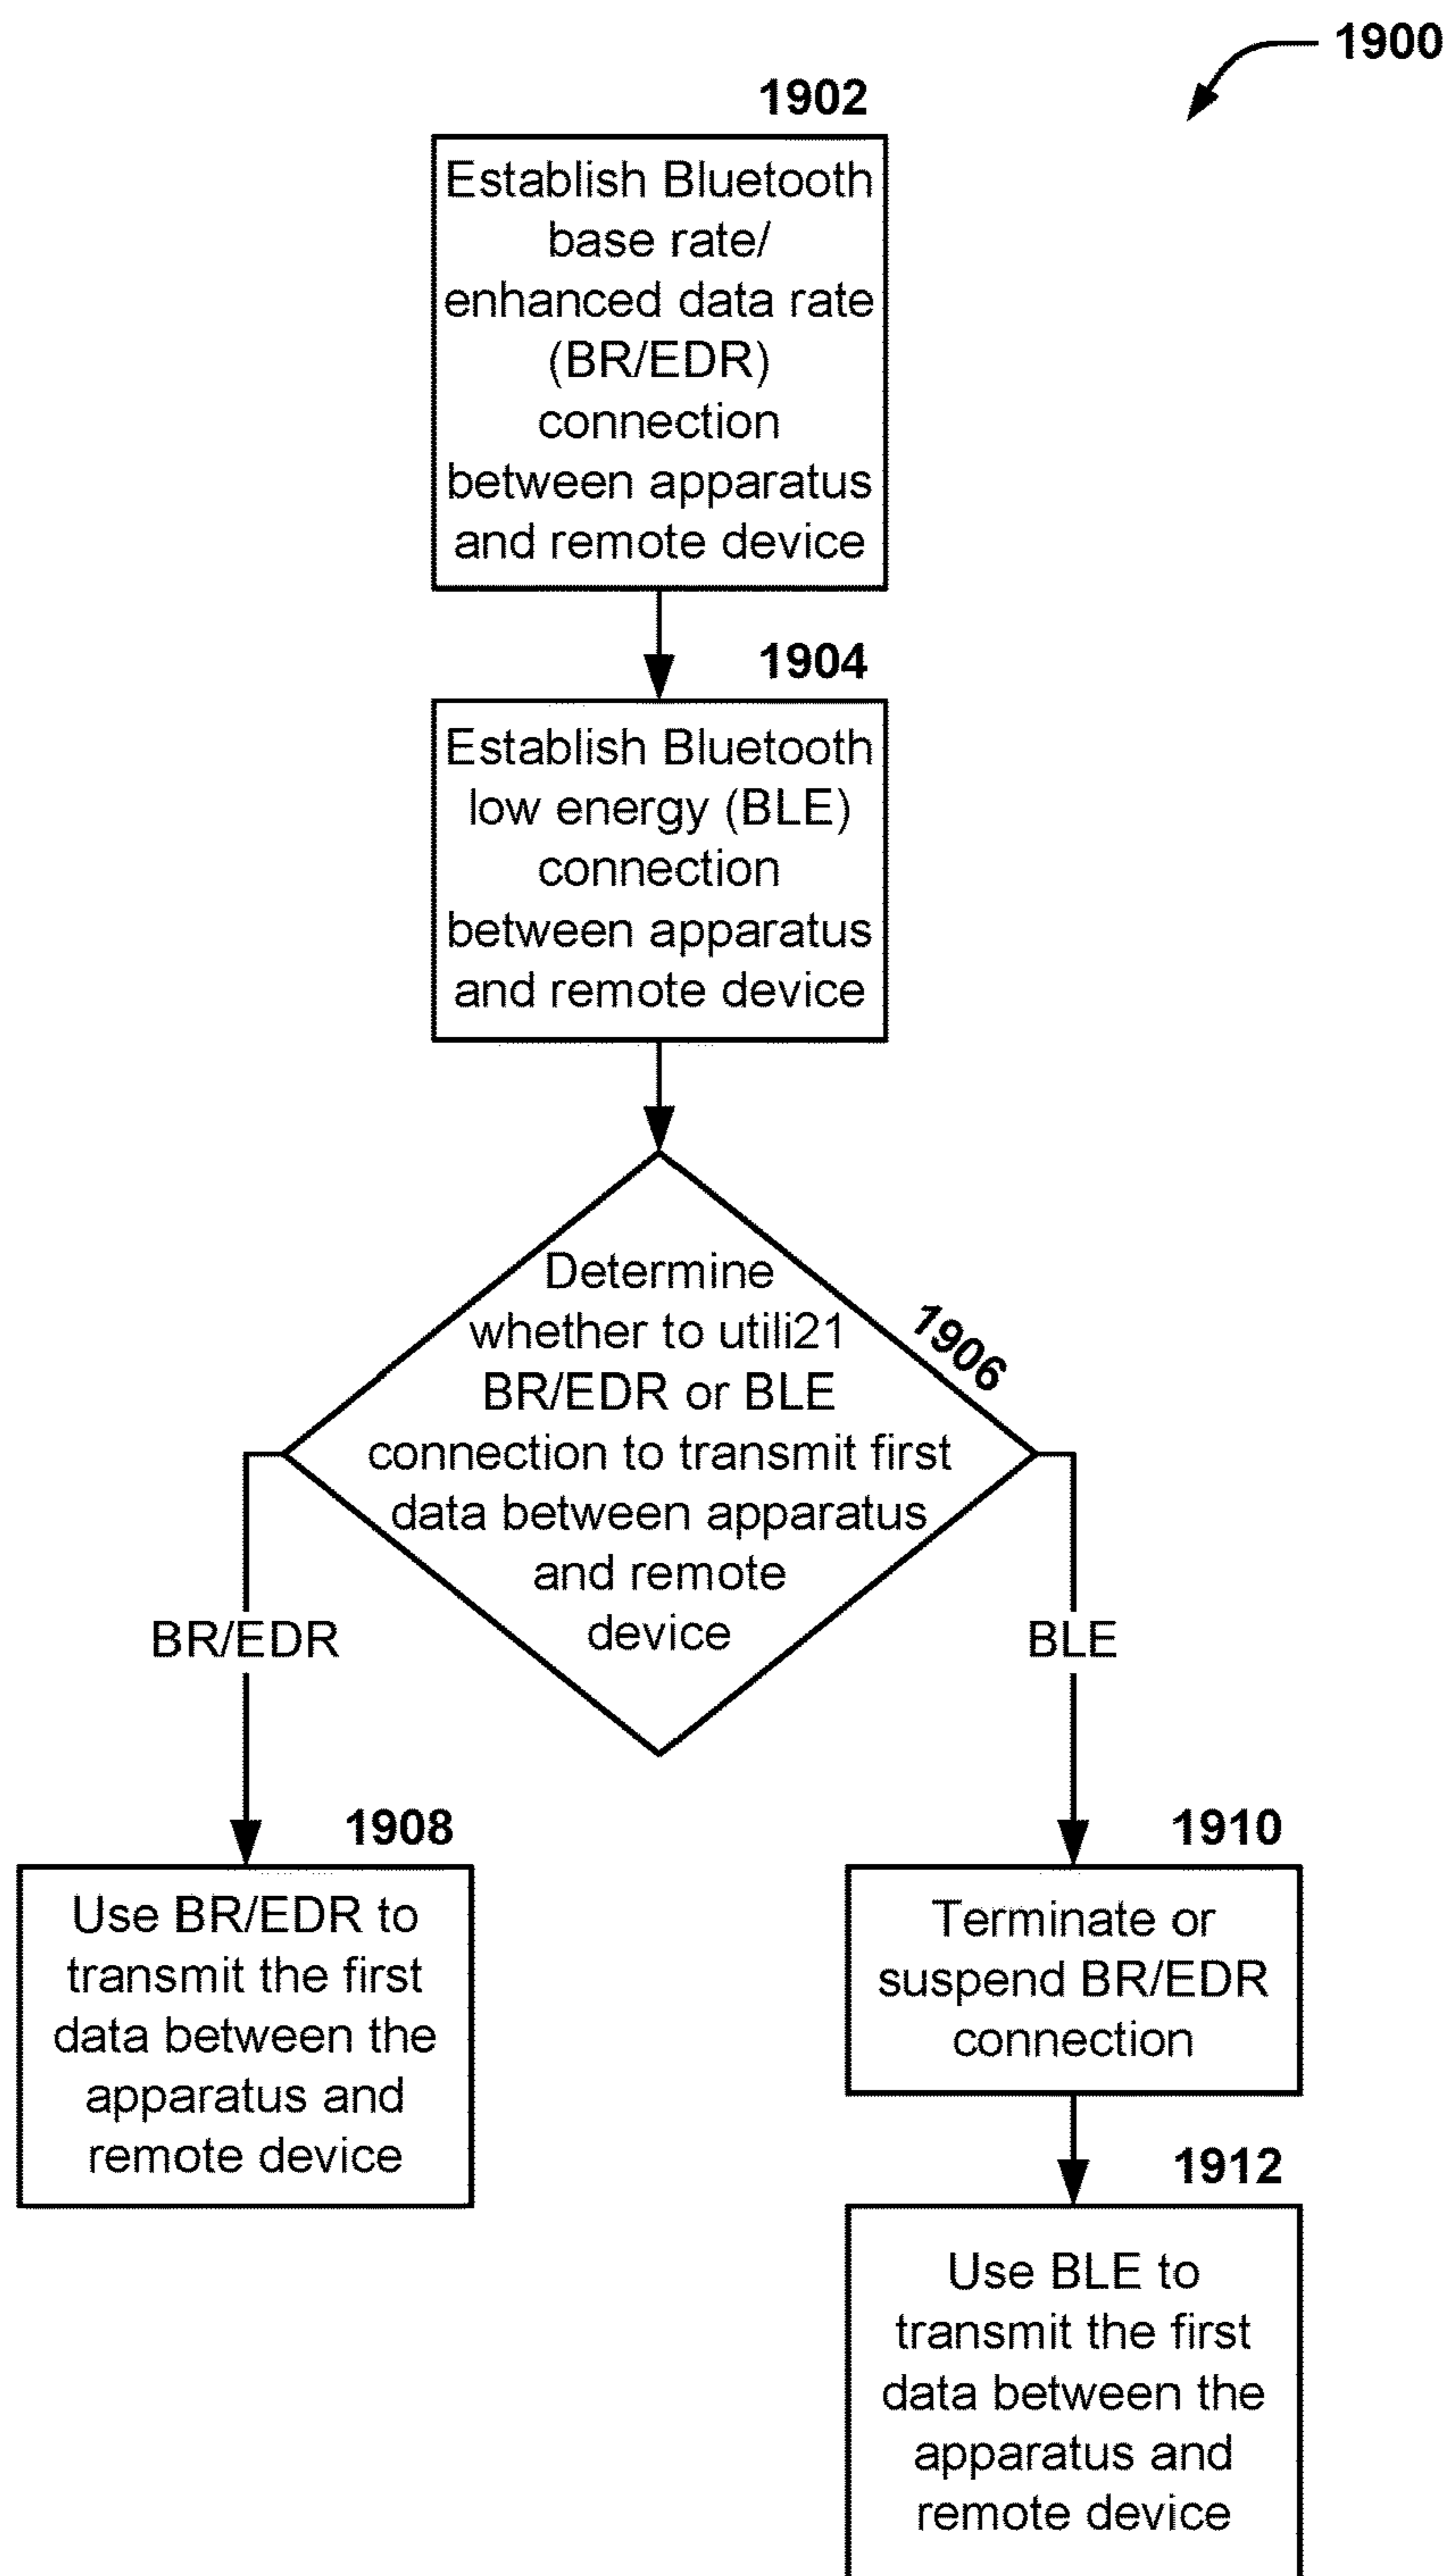 1900
1902
Establish Bluetooth
base rate/
enhanced data rate
(BR/EDR)
connection
between apparatus
and remote device
1904
Establish Bluetooth
low energy (BLE)
connection
between apparatus
and remote device
1906
Determine
whether to utili21
BR/EDR or BLE
connection to transmit first
data between apparatus
and remote
device
BR/EDR
BLE
1908
Use BR/EDR to
transmit the first
data between the
apparatus and
remote device
1910
Terminate or
suspend BR/EDR
connection
1912
Use BLE to
transmit the first
data between the
apparatus and
remote device